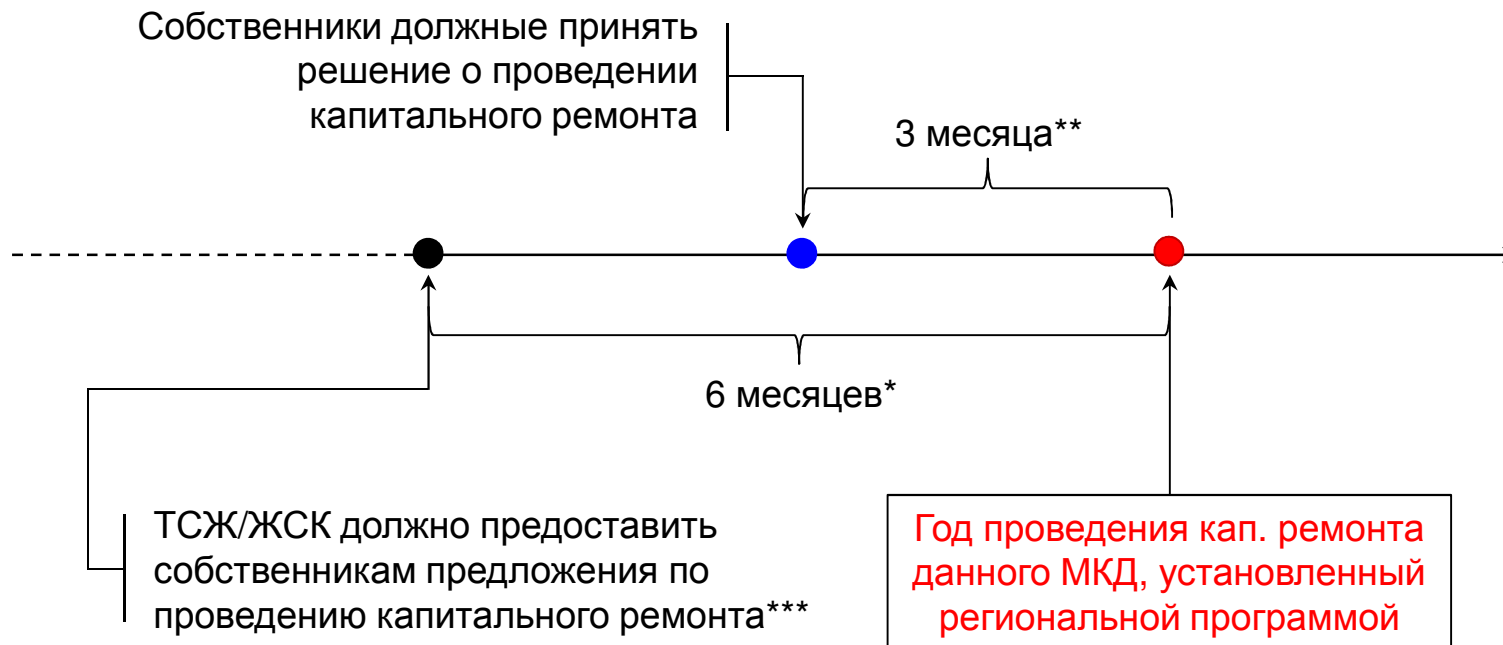 Собственники должные принять
решение о проведении
капитального ремонта
3 месяца**
6 месяцев*
ТСЖ/ЖСК должно предоставить
собственникам предложения по
проведению капитального ремонта***
Год проведения кап. ремонта
данного МКД, установленный
региональной программой